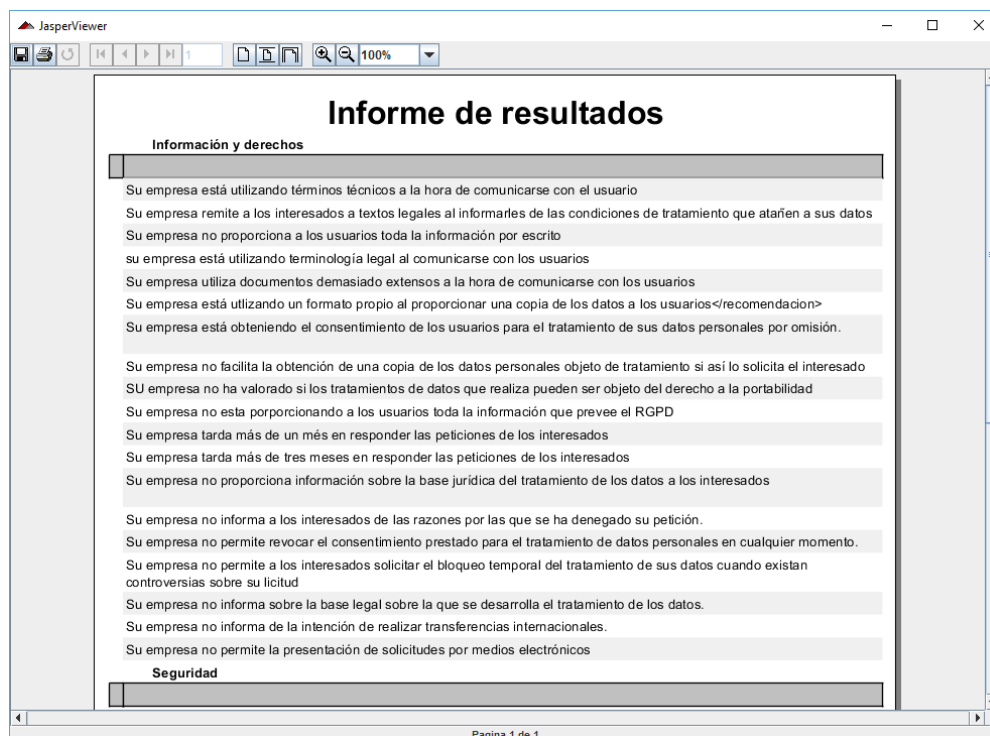 JasperViewer
1
100%
Informe de resultados
Información y derechos
Su empresa está utilizando términos técnicos a la hora de comunicarse con el usuario
Su empresa remite a los interesados a textos legales al informarles de las condiciones de tratamiento que atañen a sus datos
Su empresa no proporciona a los usuarios toda la información por escrito
su empresa está utilizando terminología legal al comunicarse con los usuarios
Su empresa utiliza documentos demasiado extensos a la hora de comunicarse con los usuarios
Su empresa está utlizando un formato propio al proporcionar una copia de los datos a los usuarios</recomendacion>
Su empresa está obteniendo el consentimiento de los usuarios para el tratamiento de sus datos personales por omisión.
Su empresa no facilita la obtención de una copia de los datos personales objeto de tratamiento si así lo solicita el interesado
SU empresa no ha valorado si los tratamientos de datos que realiza pueden ser objeto del derecho a la portabilidad
Su empresa no esta porporcionando a los usuarios toda la información que prevee el RGPD
Su empresa tarda más de un més en responder las peticiones de los interesados
Su empresa tarda más de tres meses en responder las peticiones de los interesados
Su empresa no proporciona información sobre la base jurídica del tratamiento de los datos a los interesados
Su empresa no informa a los interesados de las razones por las que se ha denegado su petición.
Su empresa no permite revocar el consentimiento prestado para el tratamiento de datos personales en cualquier momento.
Su empresa no permite a los interesados solicitar el bloqueo temporal del tratamiento de sus datos cuando existan
controversias sobre su licitud
Su empresa no informa sobre la base legal sobre la que se desarrolla el tratamiento de los datos.
Su empresa no informa de la intención de realizar transferencias internacionales.
Su empresa no permite la presentación de solicitudes por medios electrónicos
Seguridad
Pagina 1 de 1